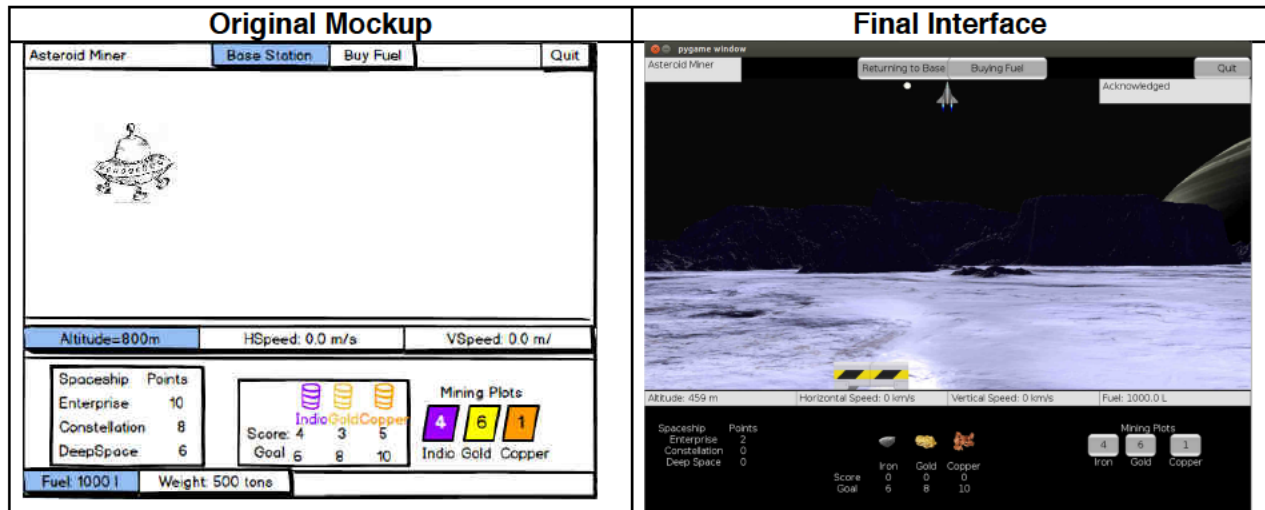 Original Mockup
Final Interface
Asteroid Miner
Base Station
Buy Fuel
Quit
Altitude=800m
HSpeed: 0.0 m/s
VSpeed: 0.0 m/
Spaceship Points
Enterprise 10
Constellation 8
DeepSpace 6
Indio Gold Copper
Score: 4 3 5
Goal 6 8 10
Mining Plots
4 6 1
Indio Gold Copper
Fuel: 1000 l
Weight: 500 tons
pygame window
Asteroid Miner
Returning to Base
Buying Fuel
Quit
Acknowledged
Altitude: 459 m
Horizontal Speed: 0 km/s
Vertical Speed: 0 km/s
Fuel: 1000.0 L
Spaceship Points
Enterprise 2
Constellation 0
Deep Space 0
Iron Gold Copper
Score 0 0 0
Goal 6 8 10
Mining Plots
4 6 1
Iron Gold Copper